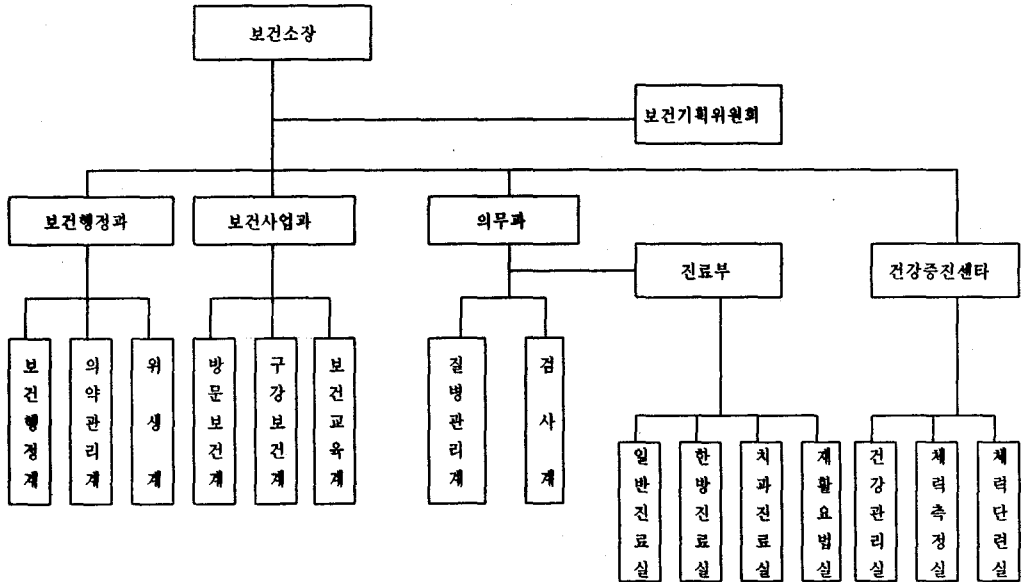 보건소장
보건기획위원회
보건행정과
보건사업과
의무과
진료부
건강증진센타
보건행정계
의약관리계
위생계
방문보건계
구강보건계
보건교육계
질병관리계
검사계
일반진료실
한방진료실
치과진료실
재활요법실
건강관리실
체력측정실
체력단련실